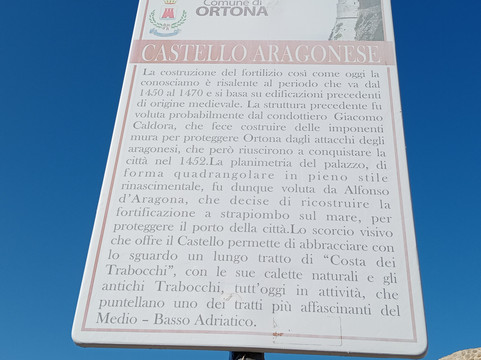 Comune di
ORTONA
CASTELLO ARAGONESE
La costruzione del fortilizio così come oggi la
conosciamo è risalente al periodo che va dal
1450 al 1470 e si basa su edificazioni precedenti
di origine medievale. La struttura precedente fu
voluta probabilmente dal condottiero Giacomo
Caldora, che fece costruire delle imponenti
mura per proteggere Ortona dagli attacchi degli
aragonesi, che però riuscirono a conquistare la
città nel 1452.La planimetria del palazzo, di
forma quadrangolare in pieno stile
rinascimentale, fu dunque voluta da Alfonso
d'Aragona, che decise di ricostruire la
fortificazione a strapiombo sul mare, per
proteggere il porto della città.Lo scorcio visivo
che offre il Castello permette di abbracciare con
lo sguardo un lungo tratto di “Costa dei
Trabocchi”, con le sue calette naturali e gli
antichi Trabocchi, tutt'oggi in attività, che
puntellano uno dei tratti più affascinanti del
Medio – Basso Adriatico.